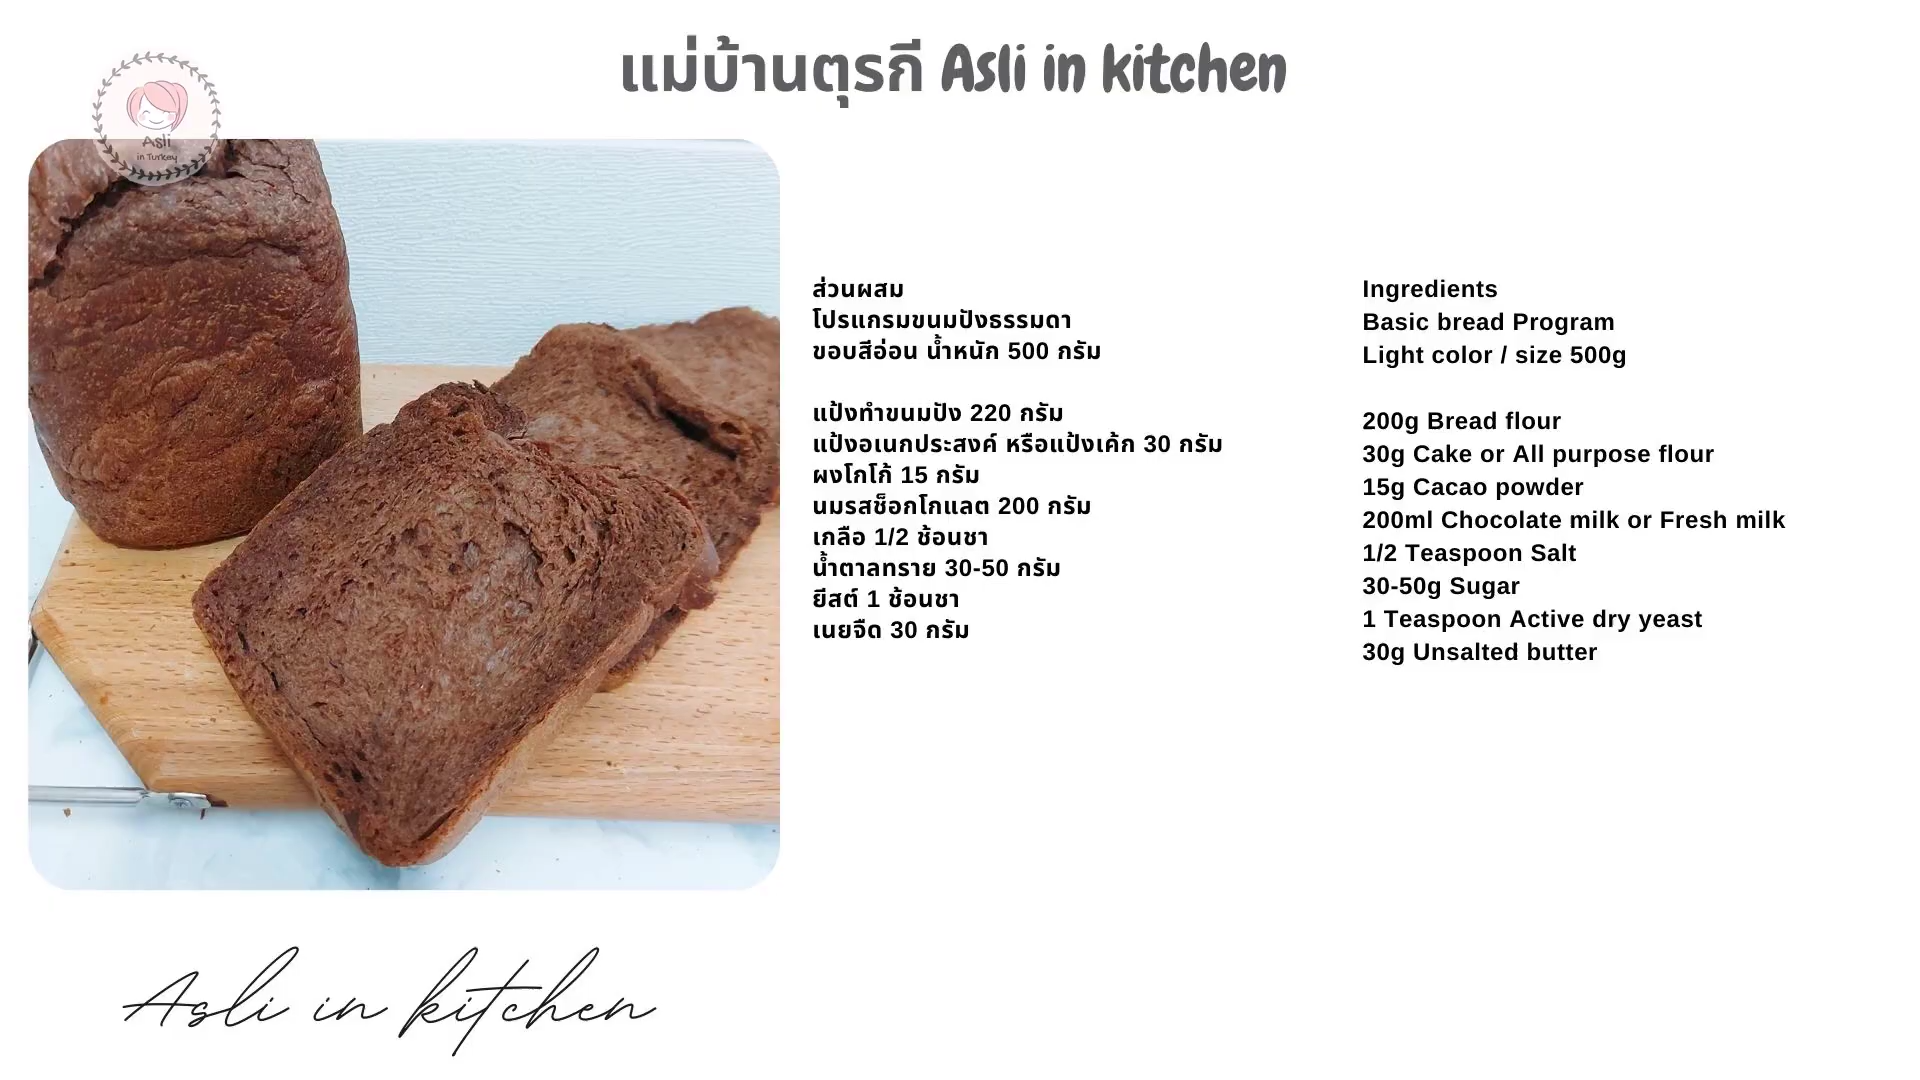 แม่บ้านตุรกี Asli in kitchen
Asli
in Turkey
ส่วนผสม
โปรแกรมขนมปังธรรมดา
ขอบสีอ่อน น้ำหนัก 500 กรัม
แป้งทำขนมปัง 220 กรัม
แป้งอเนกประสงค์ หรือแป้งเค้ก 30 กรัม
ผงโกโก้ 15 กรัม
นมรสช็อกโกแลต 200 กรัม
เกลือ 1/2 ช้อนชา
น้ำตาลทราย 30-50 กรัม
ยีสต์ 1 ช้อนชา
เนยจืด 30 กรัม
Ingredients
Basic bread Program
Light color / size 500g
200g Bread flour
30g Cake or All purpose flour
15g Cacao powder
200ml Chocolate milk or Fresh milk
1/2 Teaspoon Salt
30-50g Sugar
1 Teaspoon Active dry yeast
30g Unsalted butter
Asli in kitchen